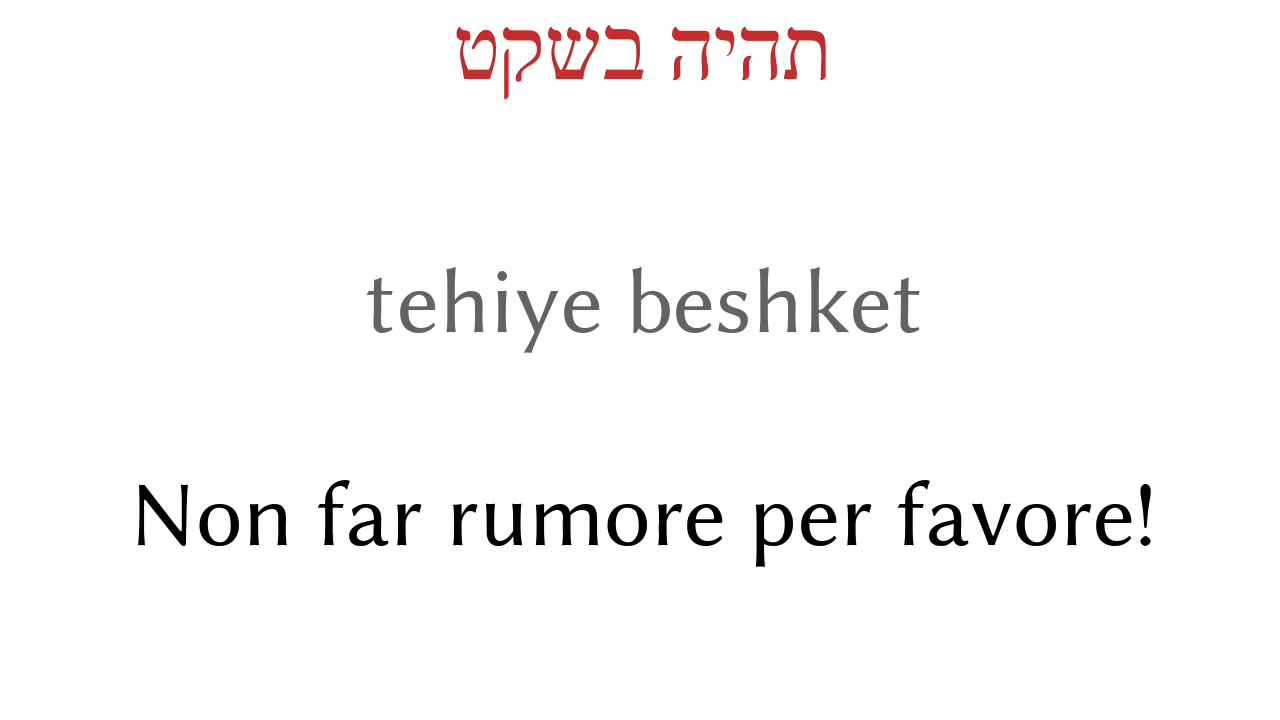 תהיה בשקט
tehiye beshket
Non far rumore per favore!